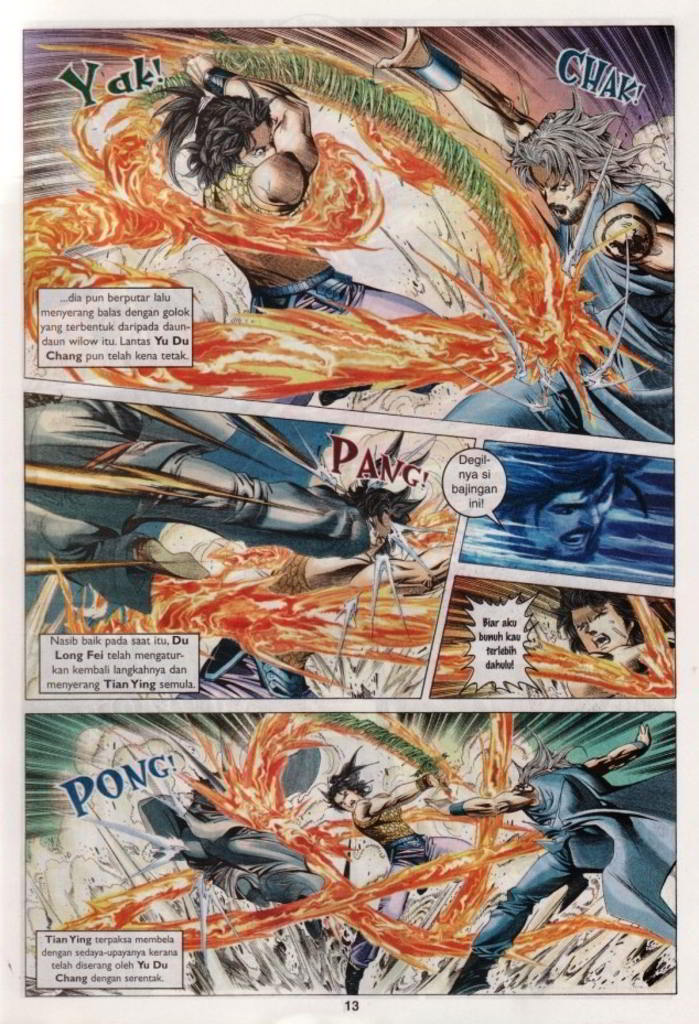 Yak!
CHAK!
...dia pun berputar lalu
menyerang balas dengan golok
yang terbentuk daripada daun-
daun wilow itu. Lantas Yu Du
Chang pun telah kena tetak.
PANG!
Degil-
nya si
bajingan
ini!
Nasib baik pada saat itu, Du
Long Fei telah mengatur-
kan kembali langkahnya dan
menyerang Tian Ying semula.
Biar aku
bunuh kau
terlebih
dahulu!
PONG!
Tian Ying terpaksa membela
dengan sedaya-upayanya kerana
telah diserang oleh Yu Du
Chang dengan serentak.
13